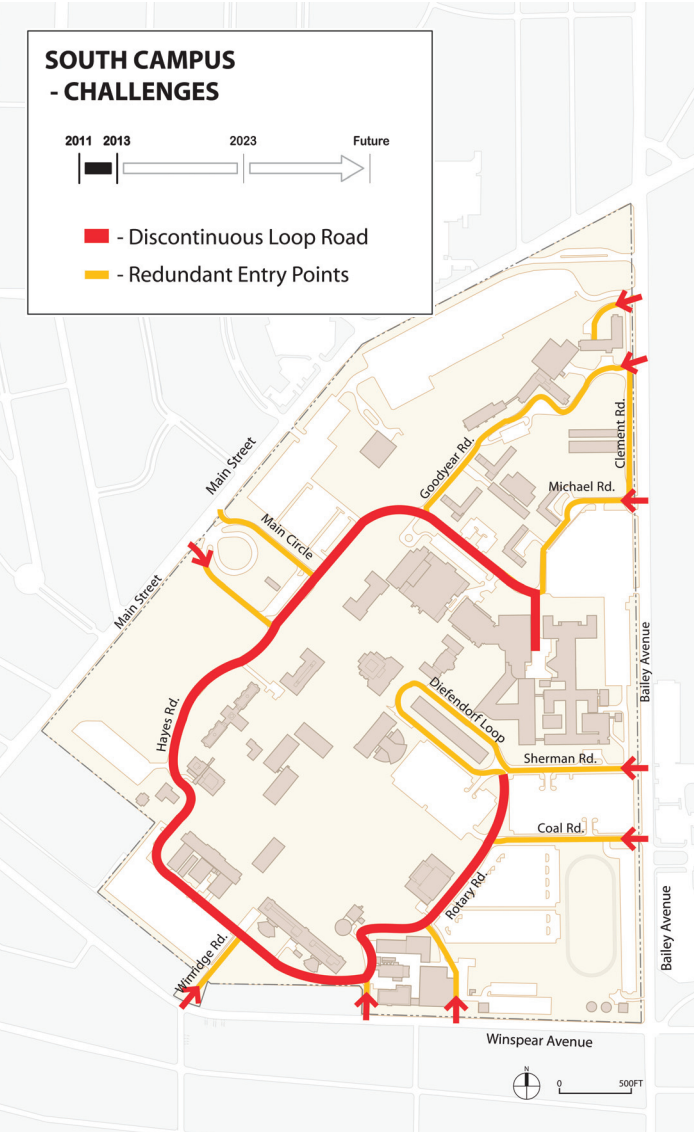 SOUTH CAMPUS
- CHALLENGES
2011 2013 2023 Future
- Discontinuous Loop Road
- Redundant Entry Points
Main Street
Goodyear Rd.
Clement Rd.
Michael Rd.
Main Circle
Main Street
Bailey Avenue
Hayes Rd.
Diefendorf Loop
Sherman Rd.
Coal Rd.
Rotary Rd.
Bailey Avenue
Winridge Rd.
Winspear Avenue
N
0 500FT